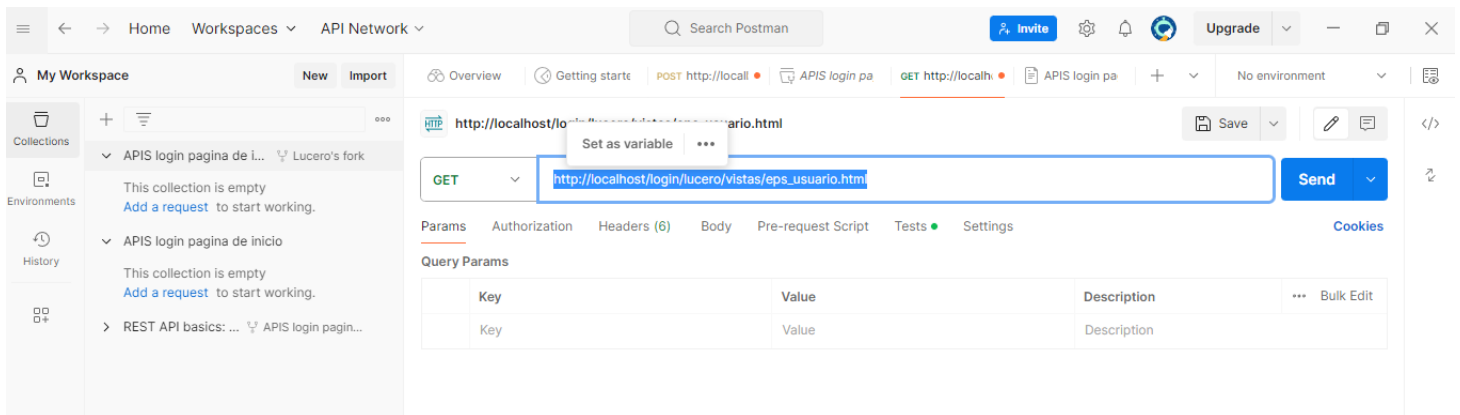 Home Workspaces API Network Search Postman Invite Upgrade
My Workspace New Import Overview Getting starte POST http://locall APIS login pa GET http://localh APIS login pa No environment
Collections
Environments
History
APIS login pagina de i... Lucero's fork
This collection is empty
Add a request to start working.
APIS login pagina de inicio
This collection is empty
Add a request to start working.
REST API basics: ... APIS login pagin...
HTTP http://localhost/login/lucero/vistas/eps_usuario.html Save
Set as variable
GET http://localhost/login/lucero/vistas/eps_usuario.html Send
Params Authorization Headers (6) Body Pre-request Script Tests Settings Cookies
Query Params
Key Value Description Bulk Edit
Key Value Description